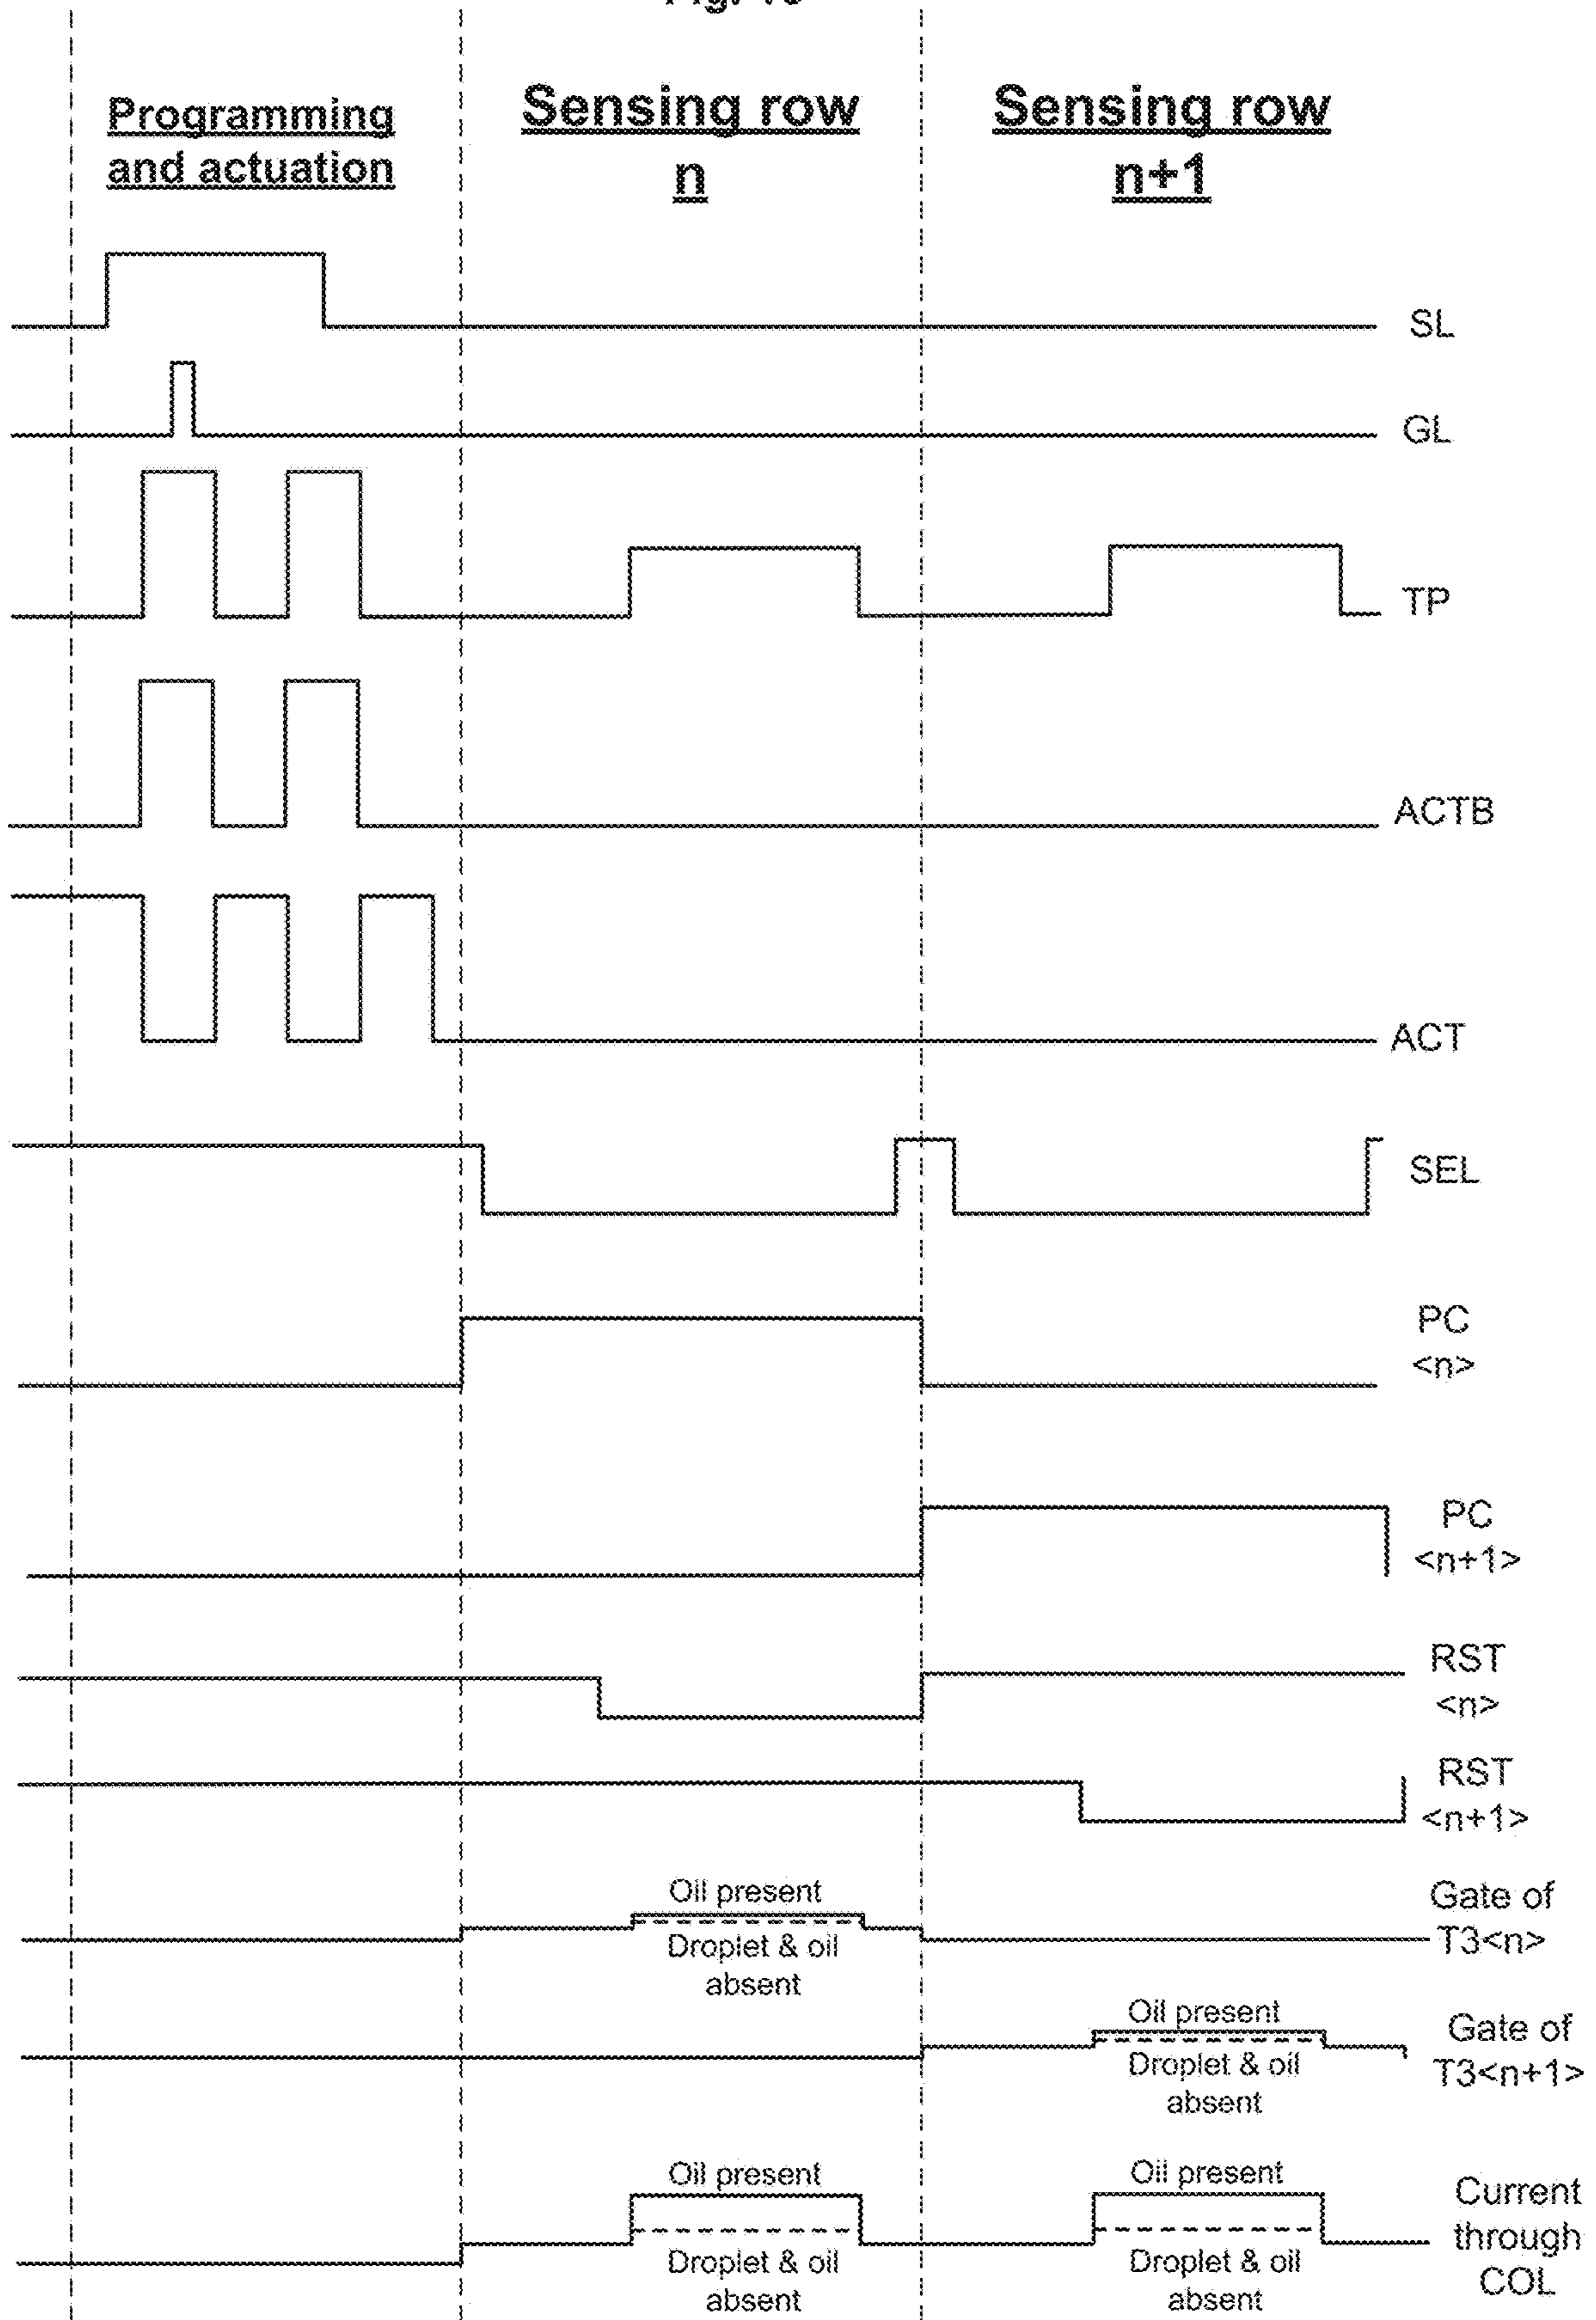 Programming
and actuation
Sensing row
n
Sensing row
n+1
SL
GL
TP
ACTB
ACT
SEL
PC
<n>
PC
<n+1>
RST
<n>
RST
<n+1>
Oil present
Droplet & oil
absent
Gate of
T3<n>
Oil present
Droplet & oil
absent
Gate of
T3<n+1>
Oil present
Droplet & oil
absent
Oil present
Droplet & oil
absent
Current
through
COL